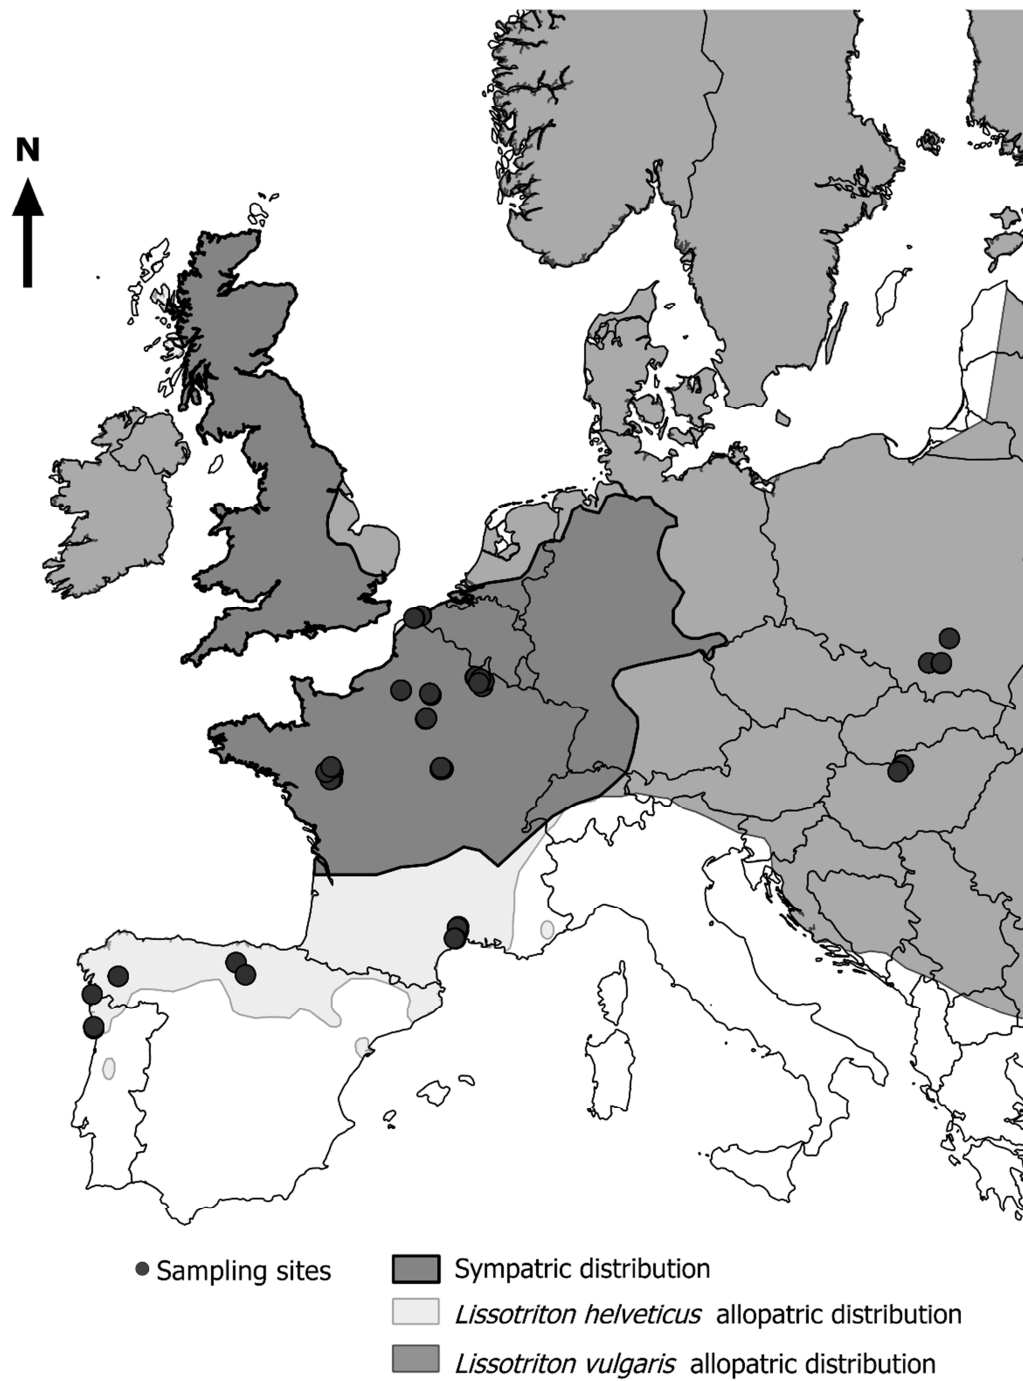 N
Sampling sites
Sympatric distribution
Lissotriton helveticus allopatric distribution
Lissotriton vulgaris allopatric distribution